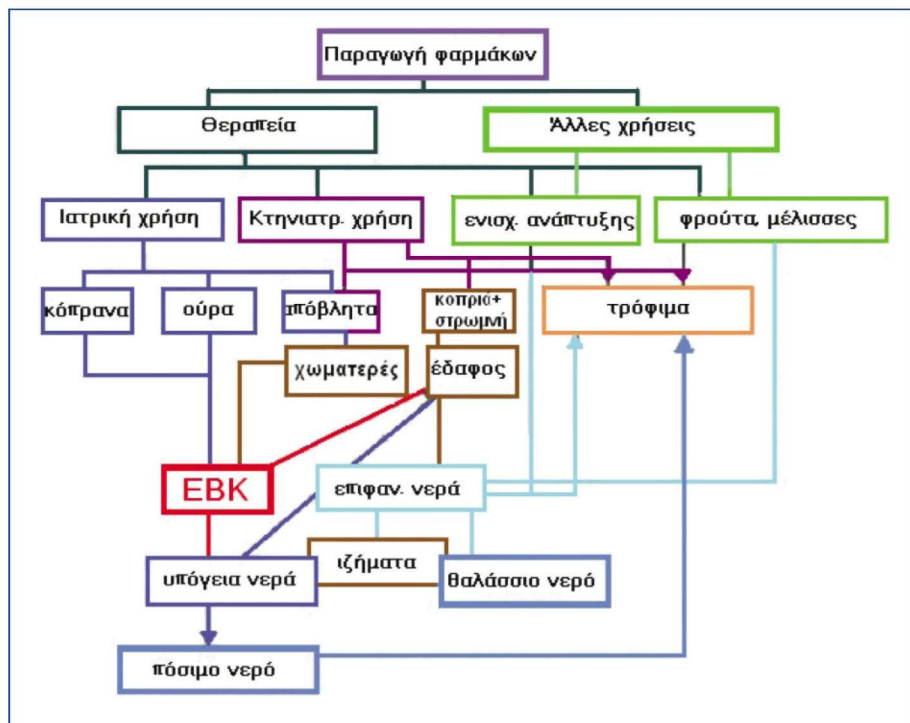 Παραγωγή φαρμάκων
Θεραπεία
Άλλες χρήσεις
Ιατρική χρήση
Κτηνιατρ. χρήση
ενισχ. ανάπτυξης
φρούτα, μέλισσες
κόπρανα
ούρα
απόβλητα
κοπριά+
στρωμνή
τρόφιμα
χωματερές
έδαφος
ΕΒΚ
επιφαν. νερά
υπόγεια νερά
ιζήματα
θαλάσσιο νερό
πόσιμο νερό